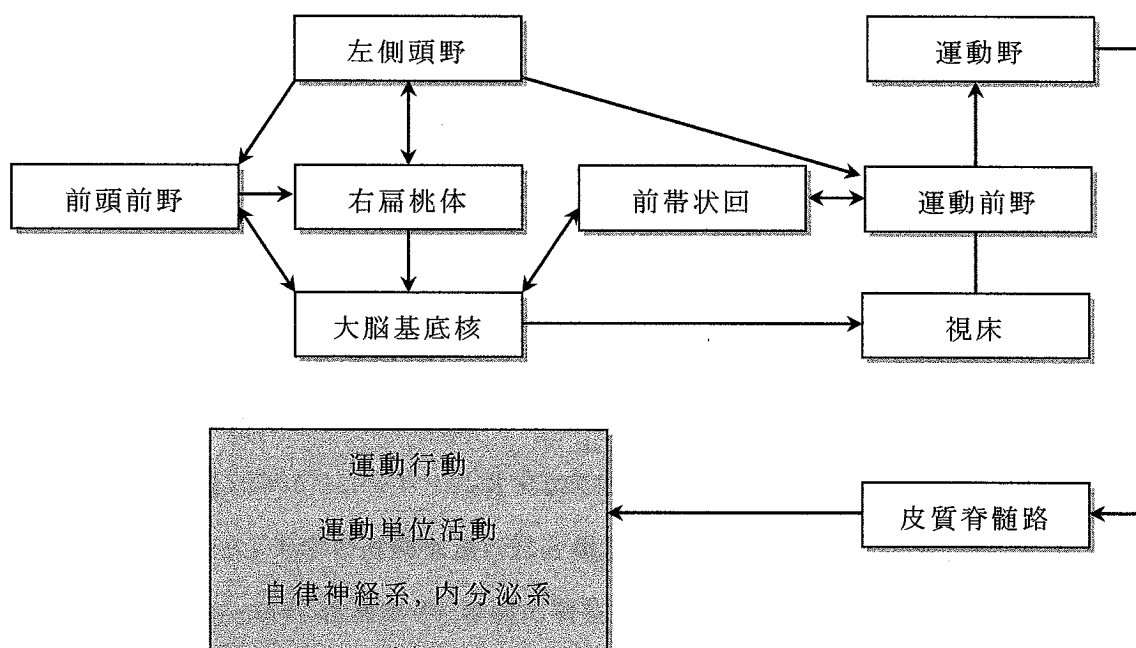 左側頭野
運動野
前頭前野
右扁桃体
前帯状回
運動前野
大脳基底核
視床
運動行動
運動単位活動
自律神経系, 内分泌系
皮質脊髄路